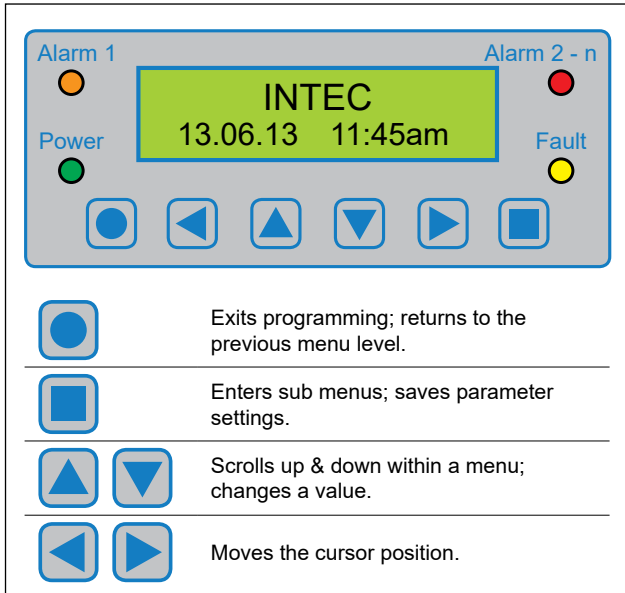 Alarm 1
Alarm 2 - n
INTEC
13.06.13 11:45am
Power
Fault
Exits programming; returns to the
previous menu level.
Enters sub menus; saves parameter
settings.
Scrolls up & down within a menu;
changes a value.
Moves the cursor position.